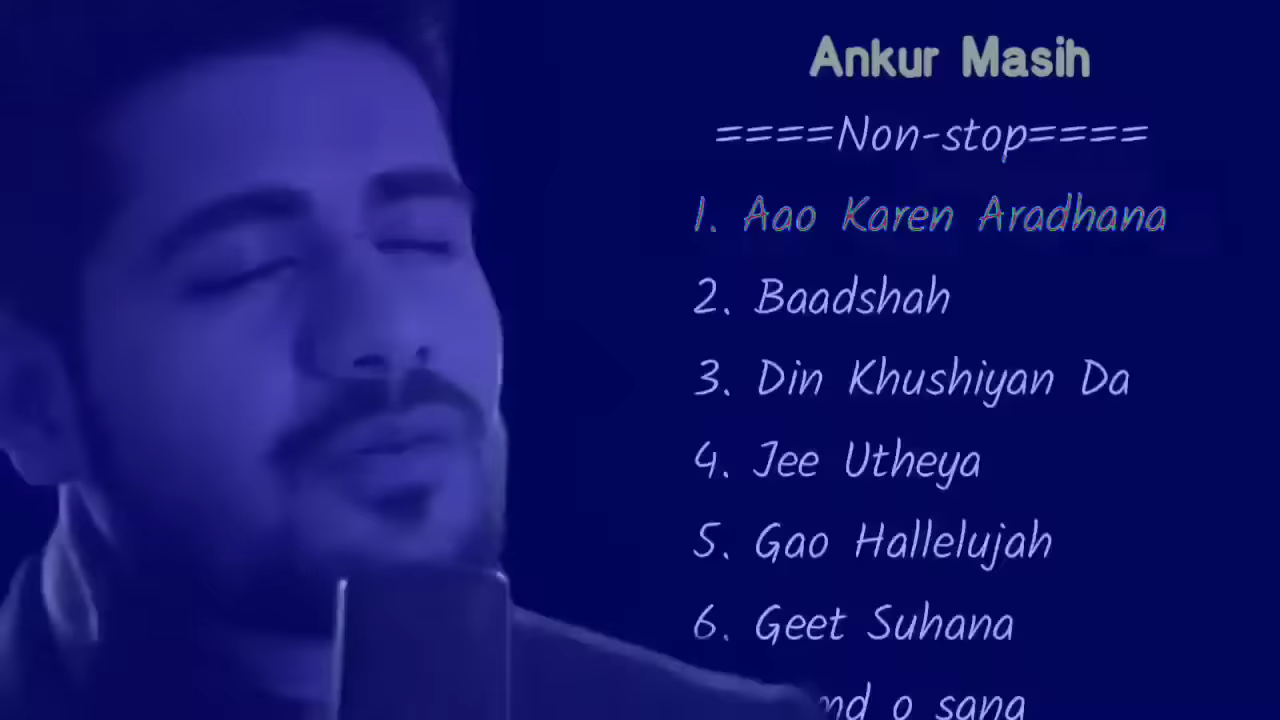 Ankur Masih
====Non-stop====
1. Aao Karen Aradhana
2. Baadshah
3. Din Khushiyan Da
4. Jee Utheya
5. Gao Hallelujah
6. Geet Suhana
o sana